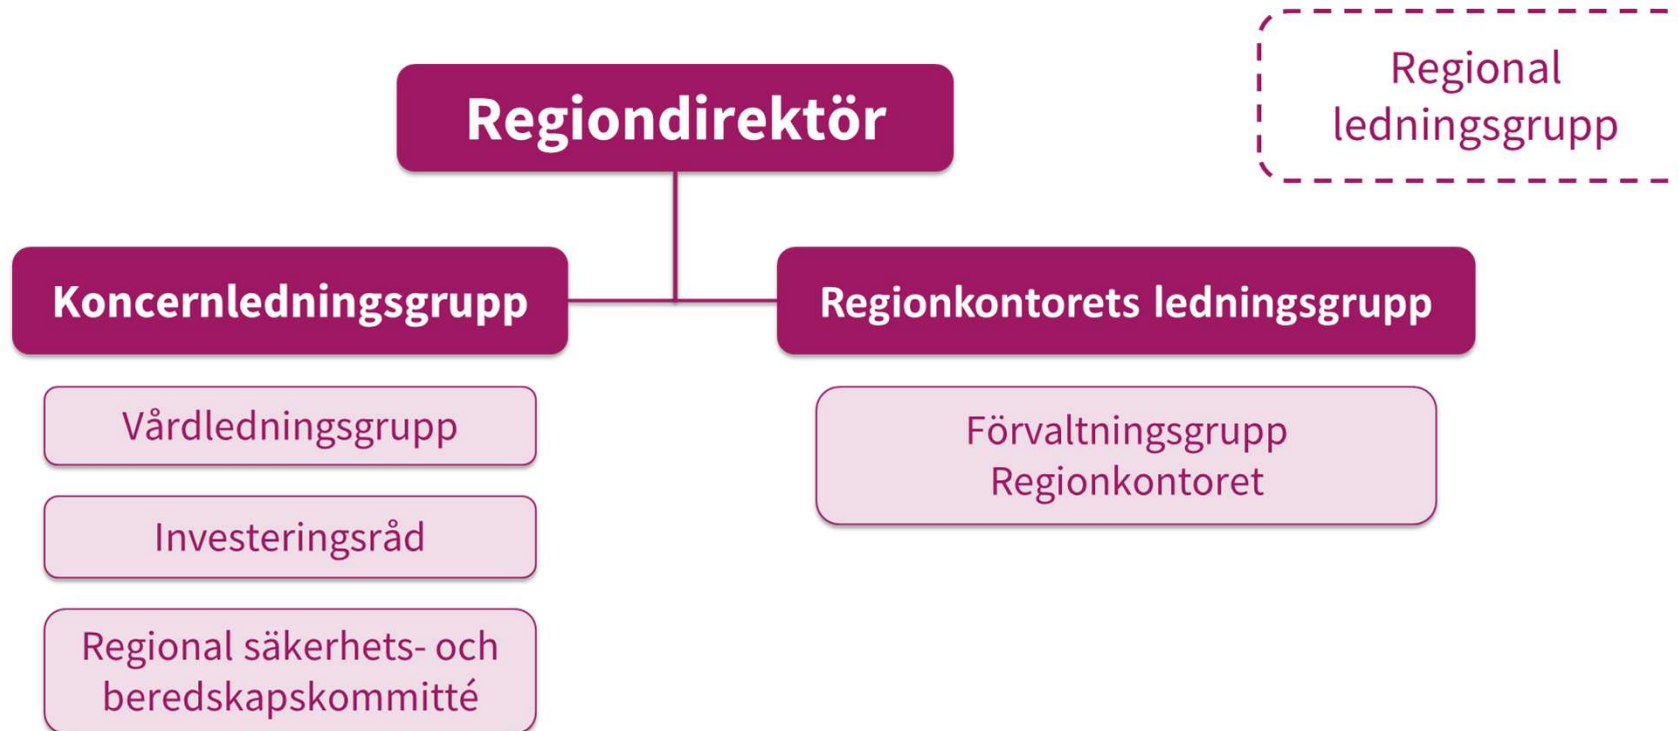 Regiondirektör
Regional
ledningsgrupp
Koncernledningsgrupp
Regionkontorets ledningsgrupp
Vårdledningsgrupp
Investeringsråd
Regional säkerhets- och
beredskapskommitté
Förvaltningsgrupp
Regionkontoret